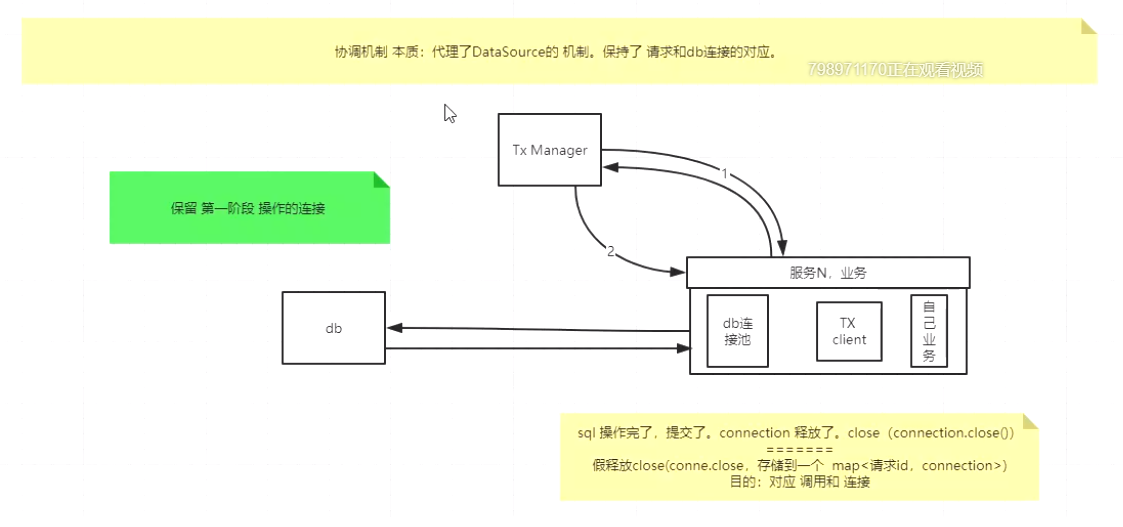 协调机制 本质：代理了DataSource的 机制。保持了 请求和db连接的对应。
798971170正在观看视频
Tx Manager
1
保留 第一阶段 操作的连接
2
服务N，业务
db
db连
接池
TX
client
自
己
业
务
sql 操作完了，提交了。connection 释放了。close（connection.close()）
=======
假释放close(conne.close，存储到一个 map<请求id，connection>)
目的：对应 调用和 连接